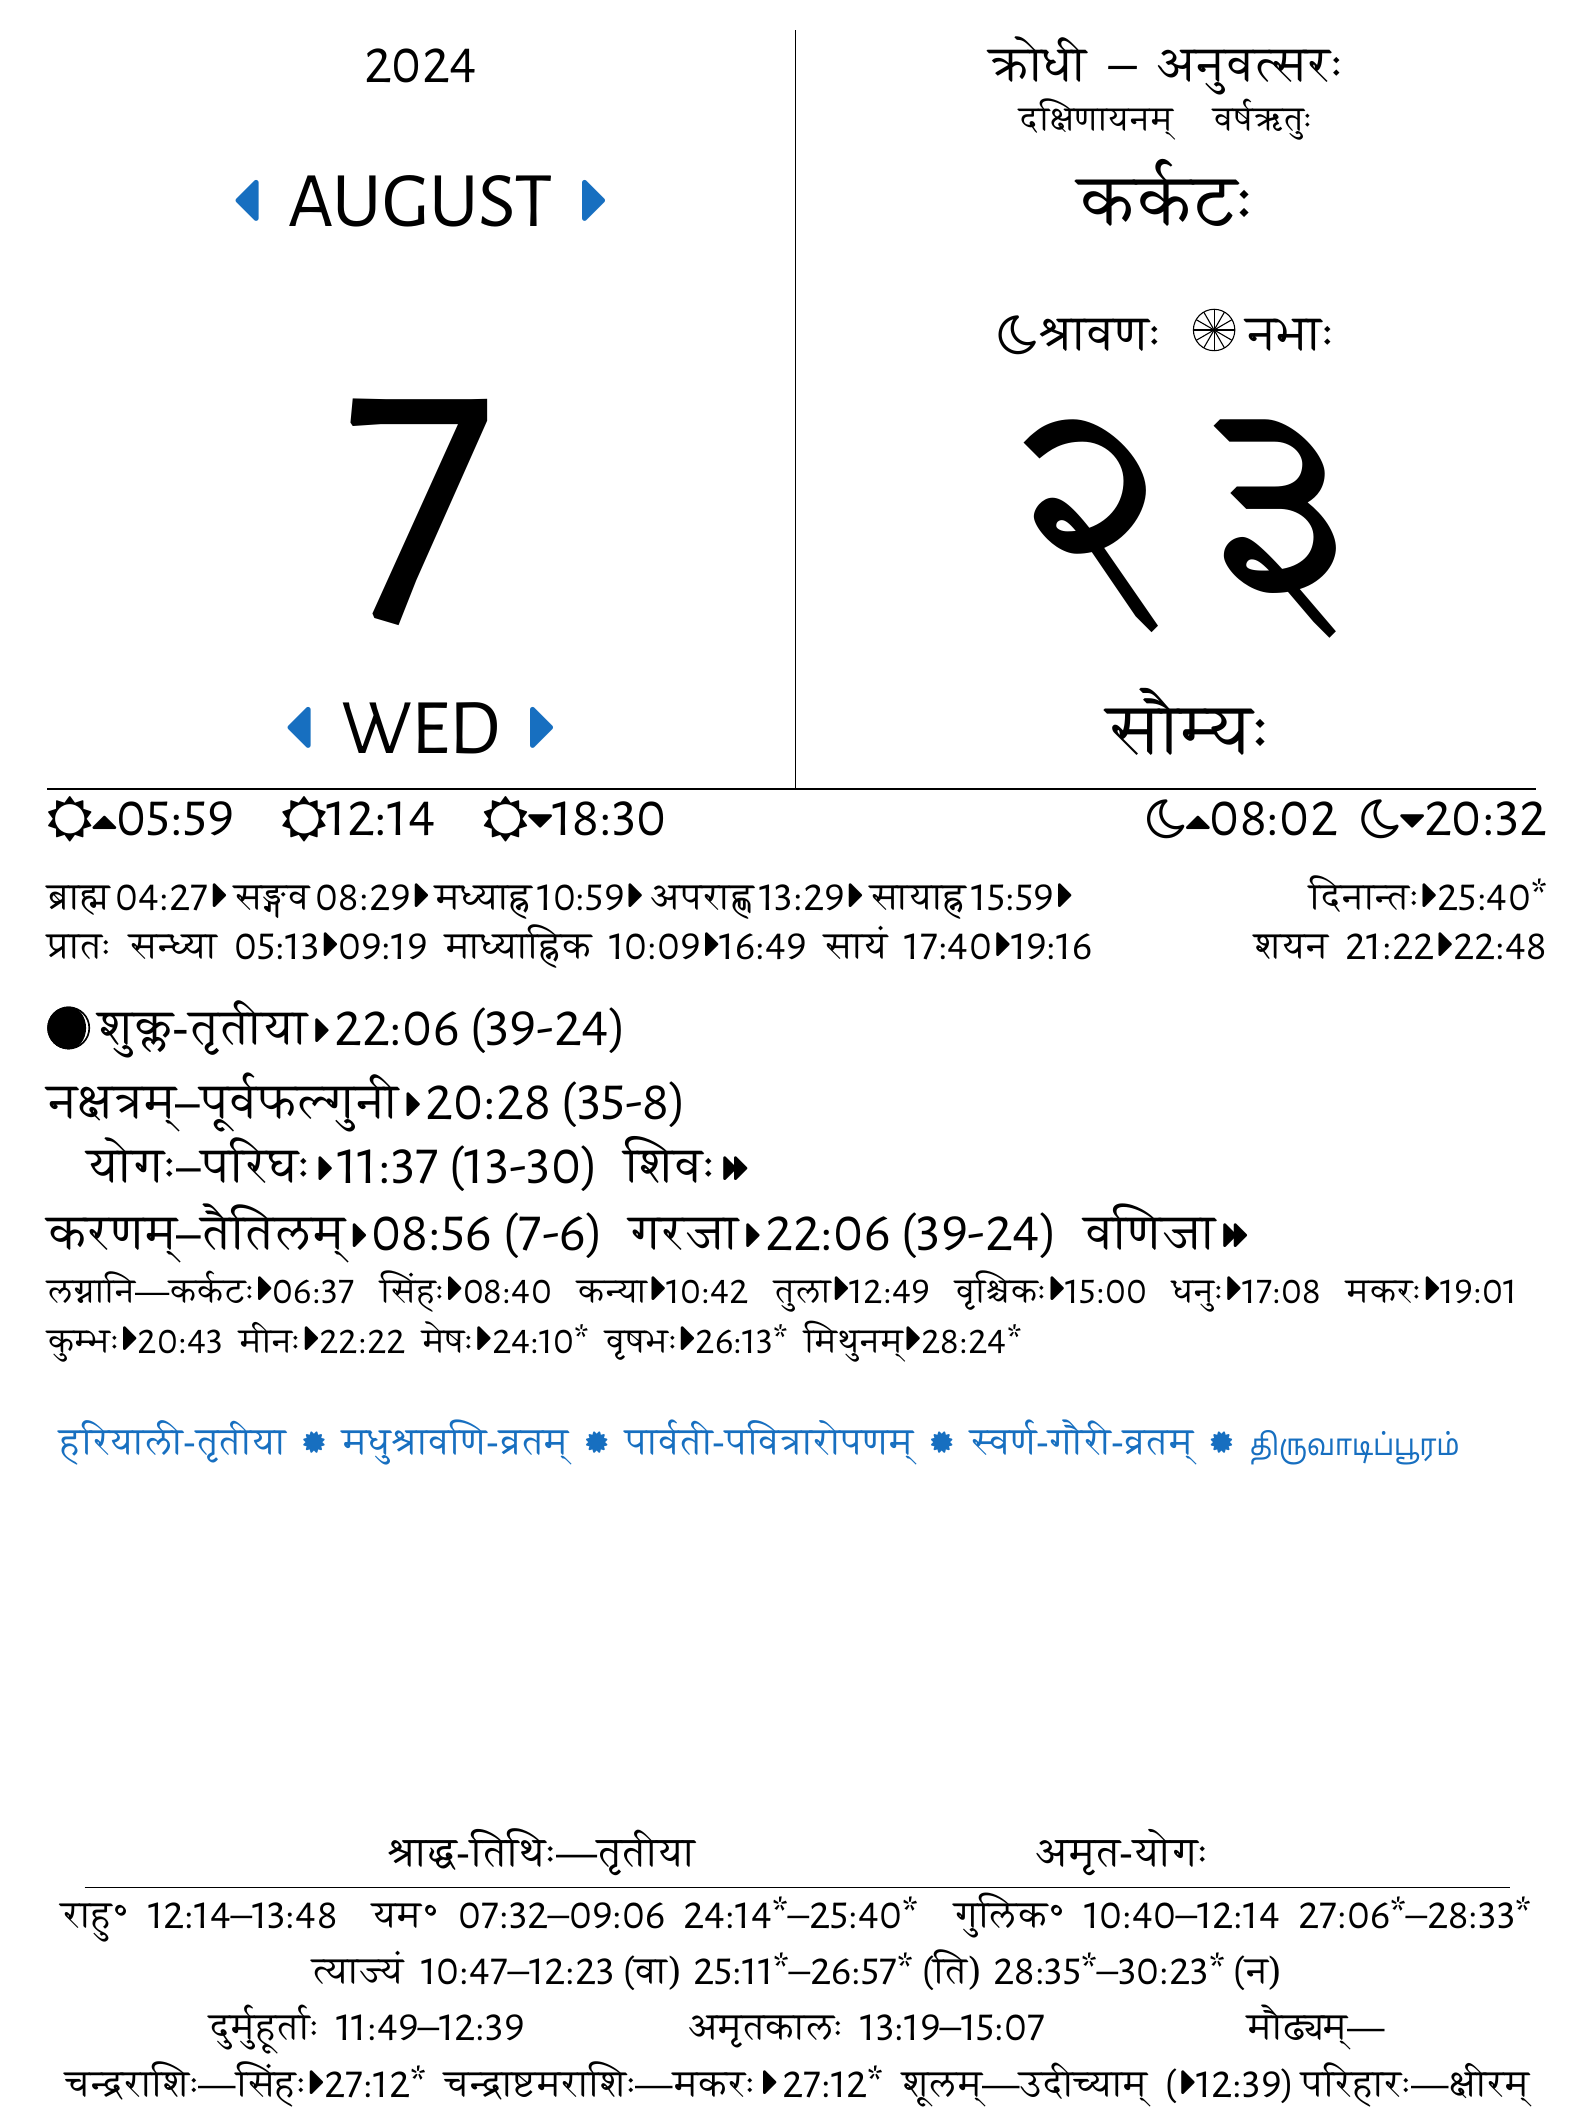 2024
AUGUST
7
WED
क्रोधी – अनुवत्सरः
दक्षिणायनम् वर्षऋतुः
कर्कटः
श्रावणः नभाः
२३
सौम्यः
05:59 12:14 18:30 08:02 20:32
ब्राह्म 04:27 सङ्गव 08:29 मध्याह्न 10:59 अपराह्ण 13:29 सायाह्न 15:59 दिनान्तः 25:40*
प्रातः सन्ध्या 05:13 09:19 माध्याह्निक 10:09 16:49 सायं 17:40 19:16 शयन 21:22 22:48
शुक्ल-तृतीया 22:06 (39-24)
नक्षत्रम्–पूर्वफल्गुनी 20:28 (35-8)
योगः–परिघः 11:37 (13-30) शिवः
करणम्–तैतिलम् 08:56 (7-6) गरजा 22:06 (39-24) वणिजा
लग्नानि—कर्कटः 06:37 सिंहः 08:40 कन्या 10:42 तुला 12:49 वृश्चिकः 15:00 धनुः 17:08 मकरः 19:01
कुम्भः 20:43 मीनः 22:22 मेषः 24:10* वृषभः 26:13* मिथुनम् 28:24*
हरियाली-तृतीया ✹ मधुश्रावणि-व्रतम् ✹ पार्वती-पवित्रारोपणम् ✹ स्वर्ण-गौरी-व्रतम् ✹ திருவாடிப்பூரம்
श्राद्ध-तिथिः—तृतीया अमृत-योगः
राहु॰ 12:14–13:48 यम॰ 07:32–09:06 24:14*–25:40* गुलिक॰ 10:40–12:14 27:06*–28:33*
त्याज्यं 10:47–12:23 (वा) 25:11*–26:57* (ति) 28:35*–30:23* (न)
दुर्मुहूर्ताः 11:49–12:39 अमृतकालः 13:19–15:07 मौढ्यम्—
चन्द्रराशिः—सिंहः 27:12* चन्द्राष्टमराशिः—मकरः 27:12* शूलम्—उदीच्याम् (12:39) परिहारः—क्षीरम्